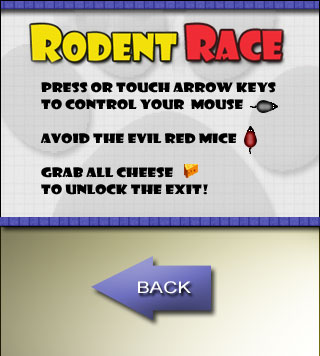 RODENT RACE
PRESS OR TOUCH ARROW KEYS
TO CONTROL YOUR MOUSE
AVOID THE EVIL RED MICE
GRAB ALL CHEESE
TO UNLOCK THE EXIT!
BACK